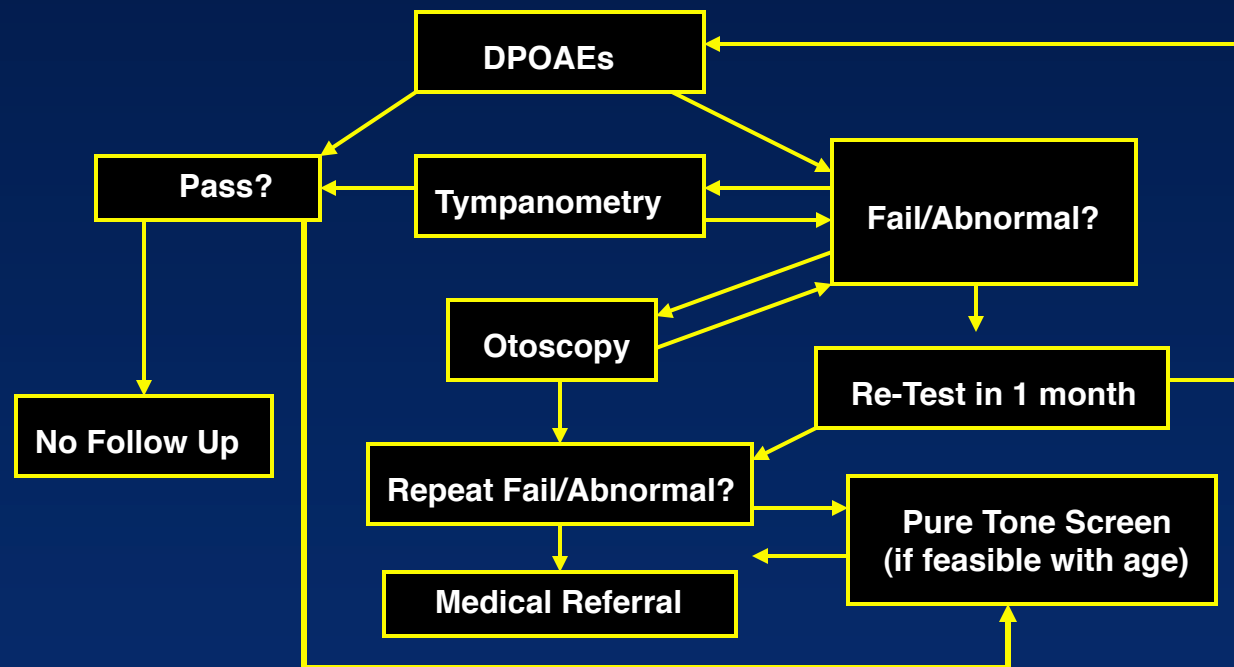 DPOAEs
Pass?
Tympanometry
Fail/Abnormal?
Otoscopy
Re-Test in 1 month
No Follow Up
Repeat Fail/Abnormal?
Pure Tone Screen
(if feasible with age)
Medical Referral